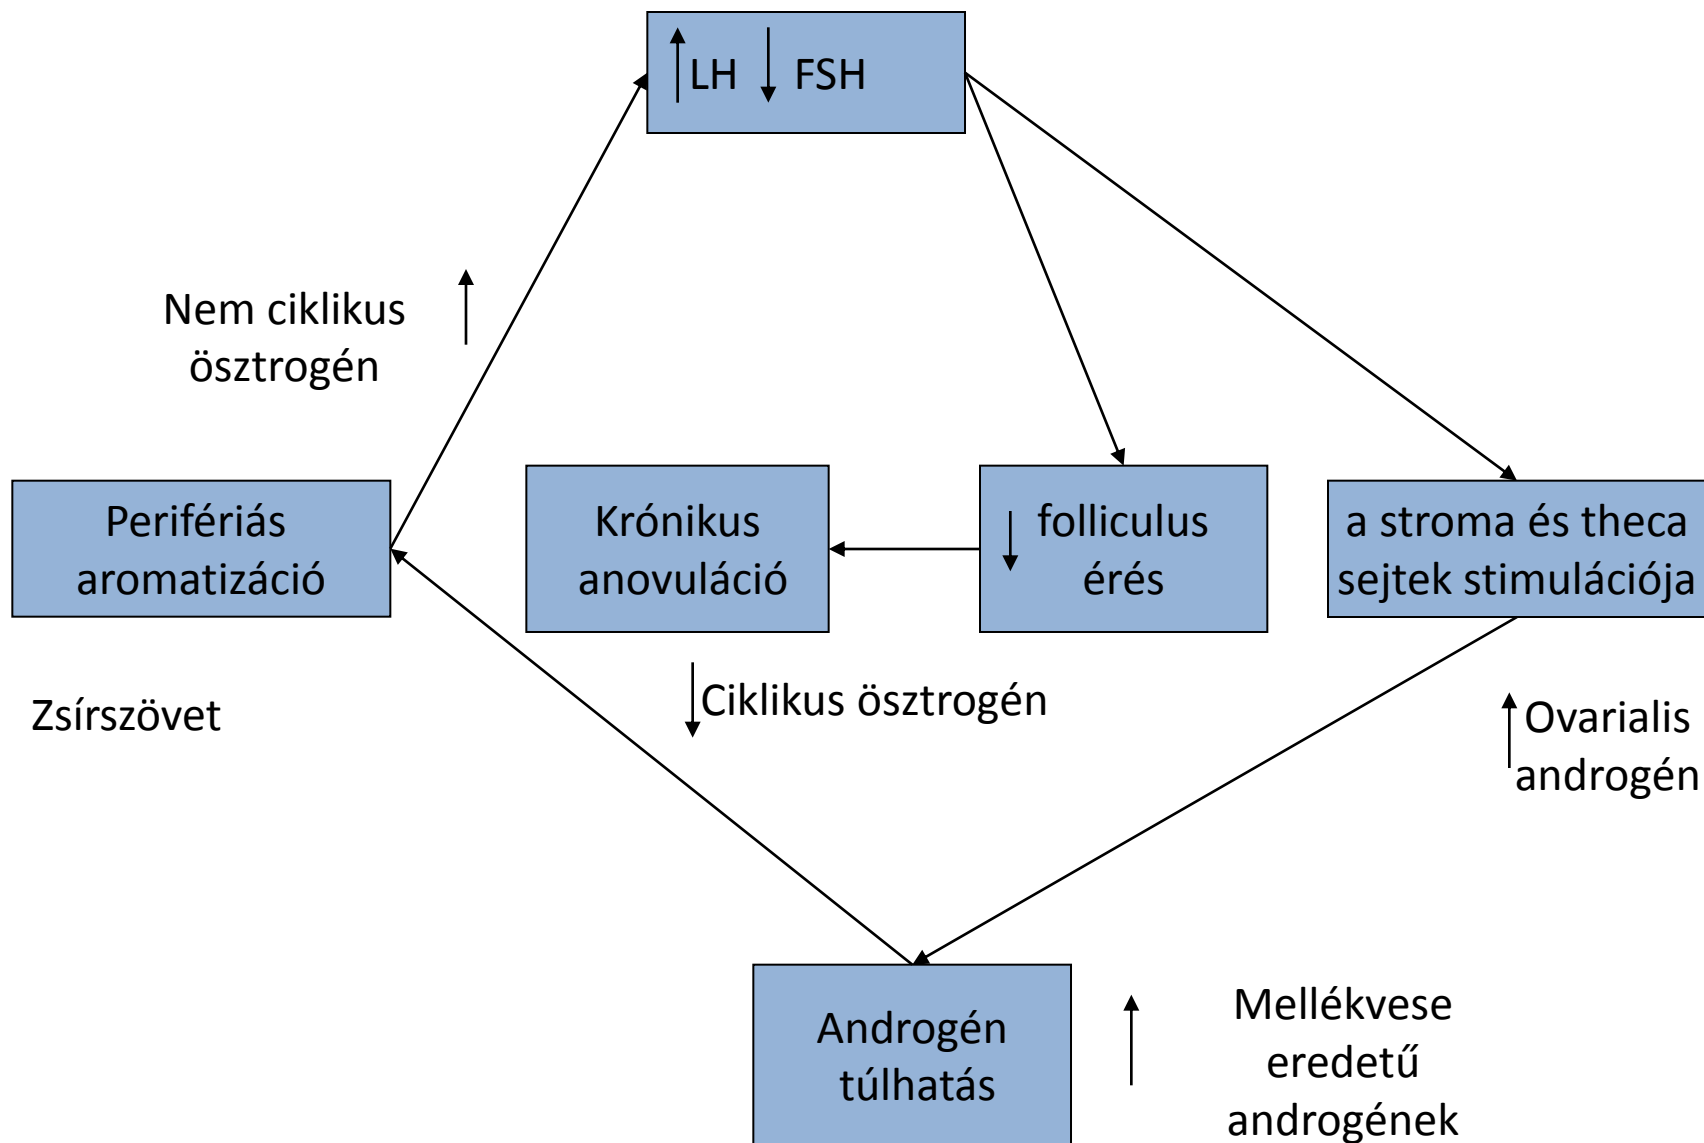 ↑LH ↓ FSH
Nem ciklikus ↑
ösztrogén
Perifériás
aromatizáció
Krónikus
anovuláció
↓ folliculus
érés
a stroma és theca
sejtek stimulációja
Zsírszövet
↓Ciklikus ösztrogén
↑Ovarialis
androgén
Androgén
túlhatás
↑ Mellékvese
eredetű
androgének